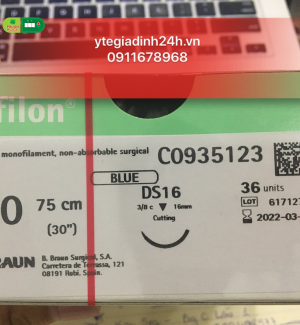 ytegiadinh24h.vn
0911678968
filon®
monofilament, non-absorbable surgical
C0935123
BLUE
DS16
36 units
0 75 cm
3/8 c 16mm
LOT 617127
(30")
Cutting
2022-03-
RAUN
B. Braun Surgical, S.A.
Carretera de Terrassa, 121
08191 Rubí. Spain.